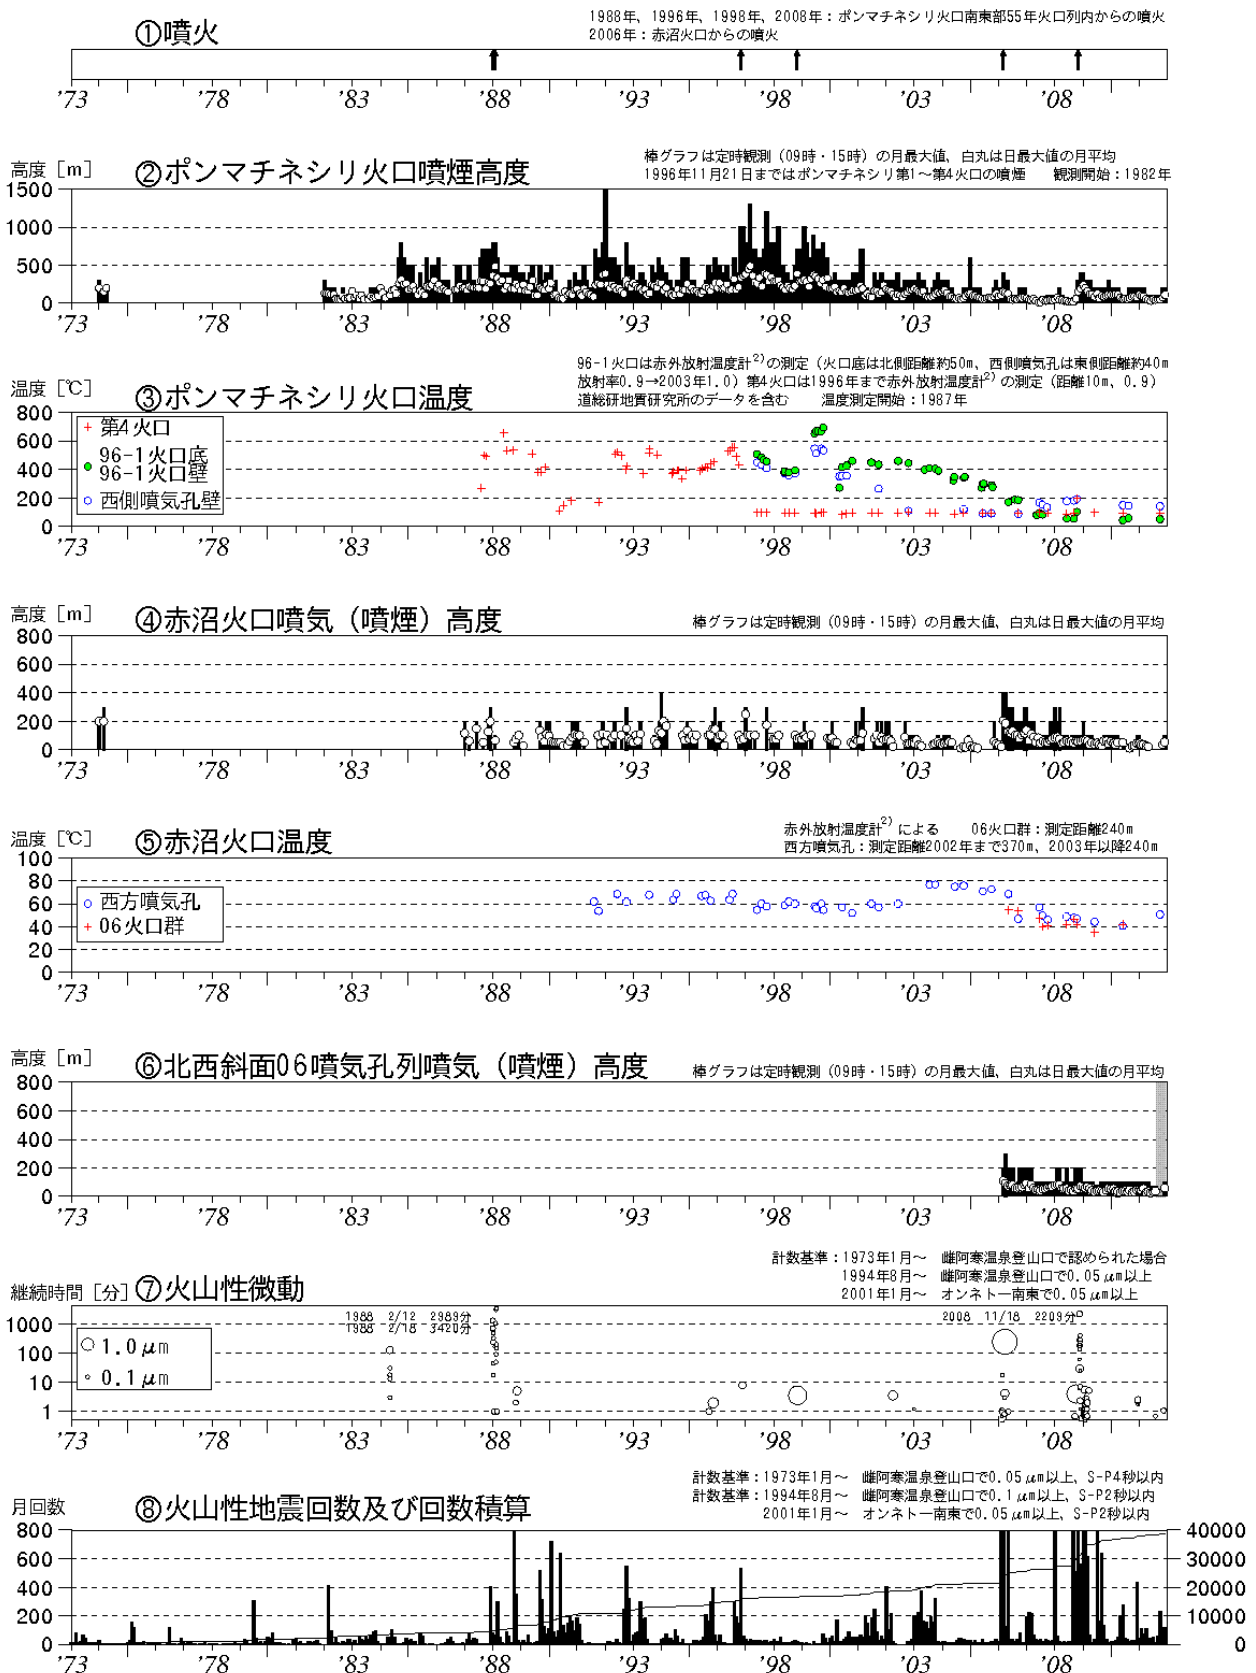 ①噴火
1988年、1996年、1998年、2008年：ポンマチネシリ火口南東部55年火口列内からの噴火
2006年：赤沼火口からの噴火
'73 '78 '83 '88 '93 '98 '03 '08
高度［m］
②ポンマチネシリ火口噴煙高度
棒グラフは定時観測（09時・15時）の月最大値、白丸は日最大値の月平均
1996年11月21日まではポンマチネシリ第1～第4火口の噴煙　観測開始：1982年
1500
1000
500
0
'73 '78 '83 '88 '93 '98 '03 '08
96-1火口は赤外放射温度計2）の測定（火口底は北側距離約50m、西側噴気孔は東側距離約40m
放射率0.9→2003年1.0）第4火口は1996年まで赤外放射温度計2）の測定（距離10m、0.9）
道総研地質研究所のデータを含む　温度測定開始：1987年
温度［℃］
③ポンマチネシリ火口温度
800
600
400
200
0
+ 第4火口
96-1火口底
96-1火口壁
西側噴気孔壁
'73 '78 '83 '88 '93 '98 '03 '08
高度［m］
④赤沼火口噴気（噴煙）高度
棒グラフは定時観測（09時・15時）の月最大値、白丸は日最大値の月平均
800
600
400
200
0
'73 '78 '83 '88 '93 '98 '03 '08
温度［℃］
⑤赤沼火口温度
赤外放射温度計2）による　06火口群：測定距離240m
西方噴気孔：測定距離2002年まで370m、2003年以降240m
100
80
60
40
20
0
西方噴気孔
+ 06火口群
'73 '78 '83 '88 '93 '98 '03 '08
高度［m］
⑥北西斜面06噴気孔列噴気（噴煙）高度
棒グラフは定時観測（09時・15時）の月最大値、白丸は日最大値の月平均
800
600
400
200
0
'73 '78 '83 '88 '93 '98 '03 '08
計数基準：1973年1月～　雌阿寒温泉登山口で認められた場合
1994年8月～　雌阿寒温泉登山口で0.05μm以上
2001年1月～　オンネトー南東で0.05μm以上
継続時間［分］
⑦火山性微動
1988 2/12 2989分
1988 2/18 3420分
2008 11/18 2209分
1000
100
10
1
○ 1.0μm
○ 0.1μm
'73 '78 '83 '88 '93 '98 '03 '08
計数基準：1973年1月～　雌阿寒温泉登山口で0.05μm以上、S-P4秒以内
計数基準：1994年8月～　雌阿寒温泉登山口で0.1μm以上、S-P2秒以内
2001年1月～　オンネトー南東で0.05μm以上、S-P2秒以内
月回数
⑧火山性地震回数及び回数積算
800
600
400
200
0
40000
30000
20000
10000
0
'73 '78 '83 '88 '93 '98 '03 '08